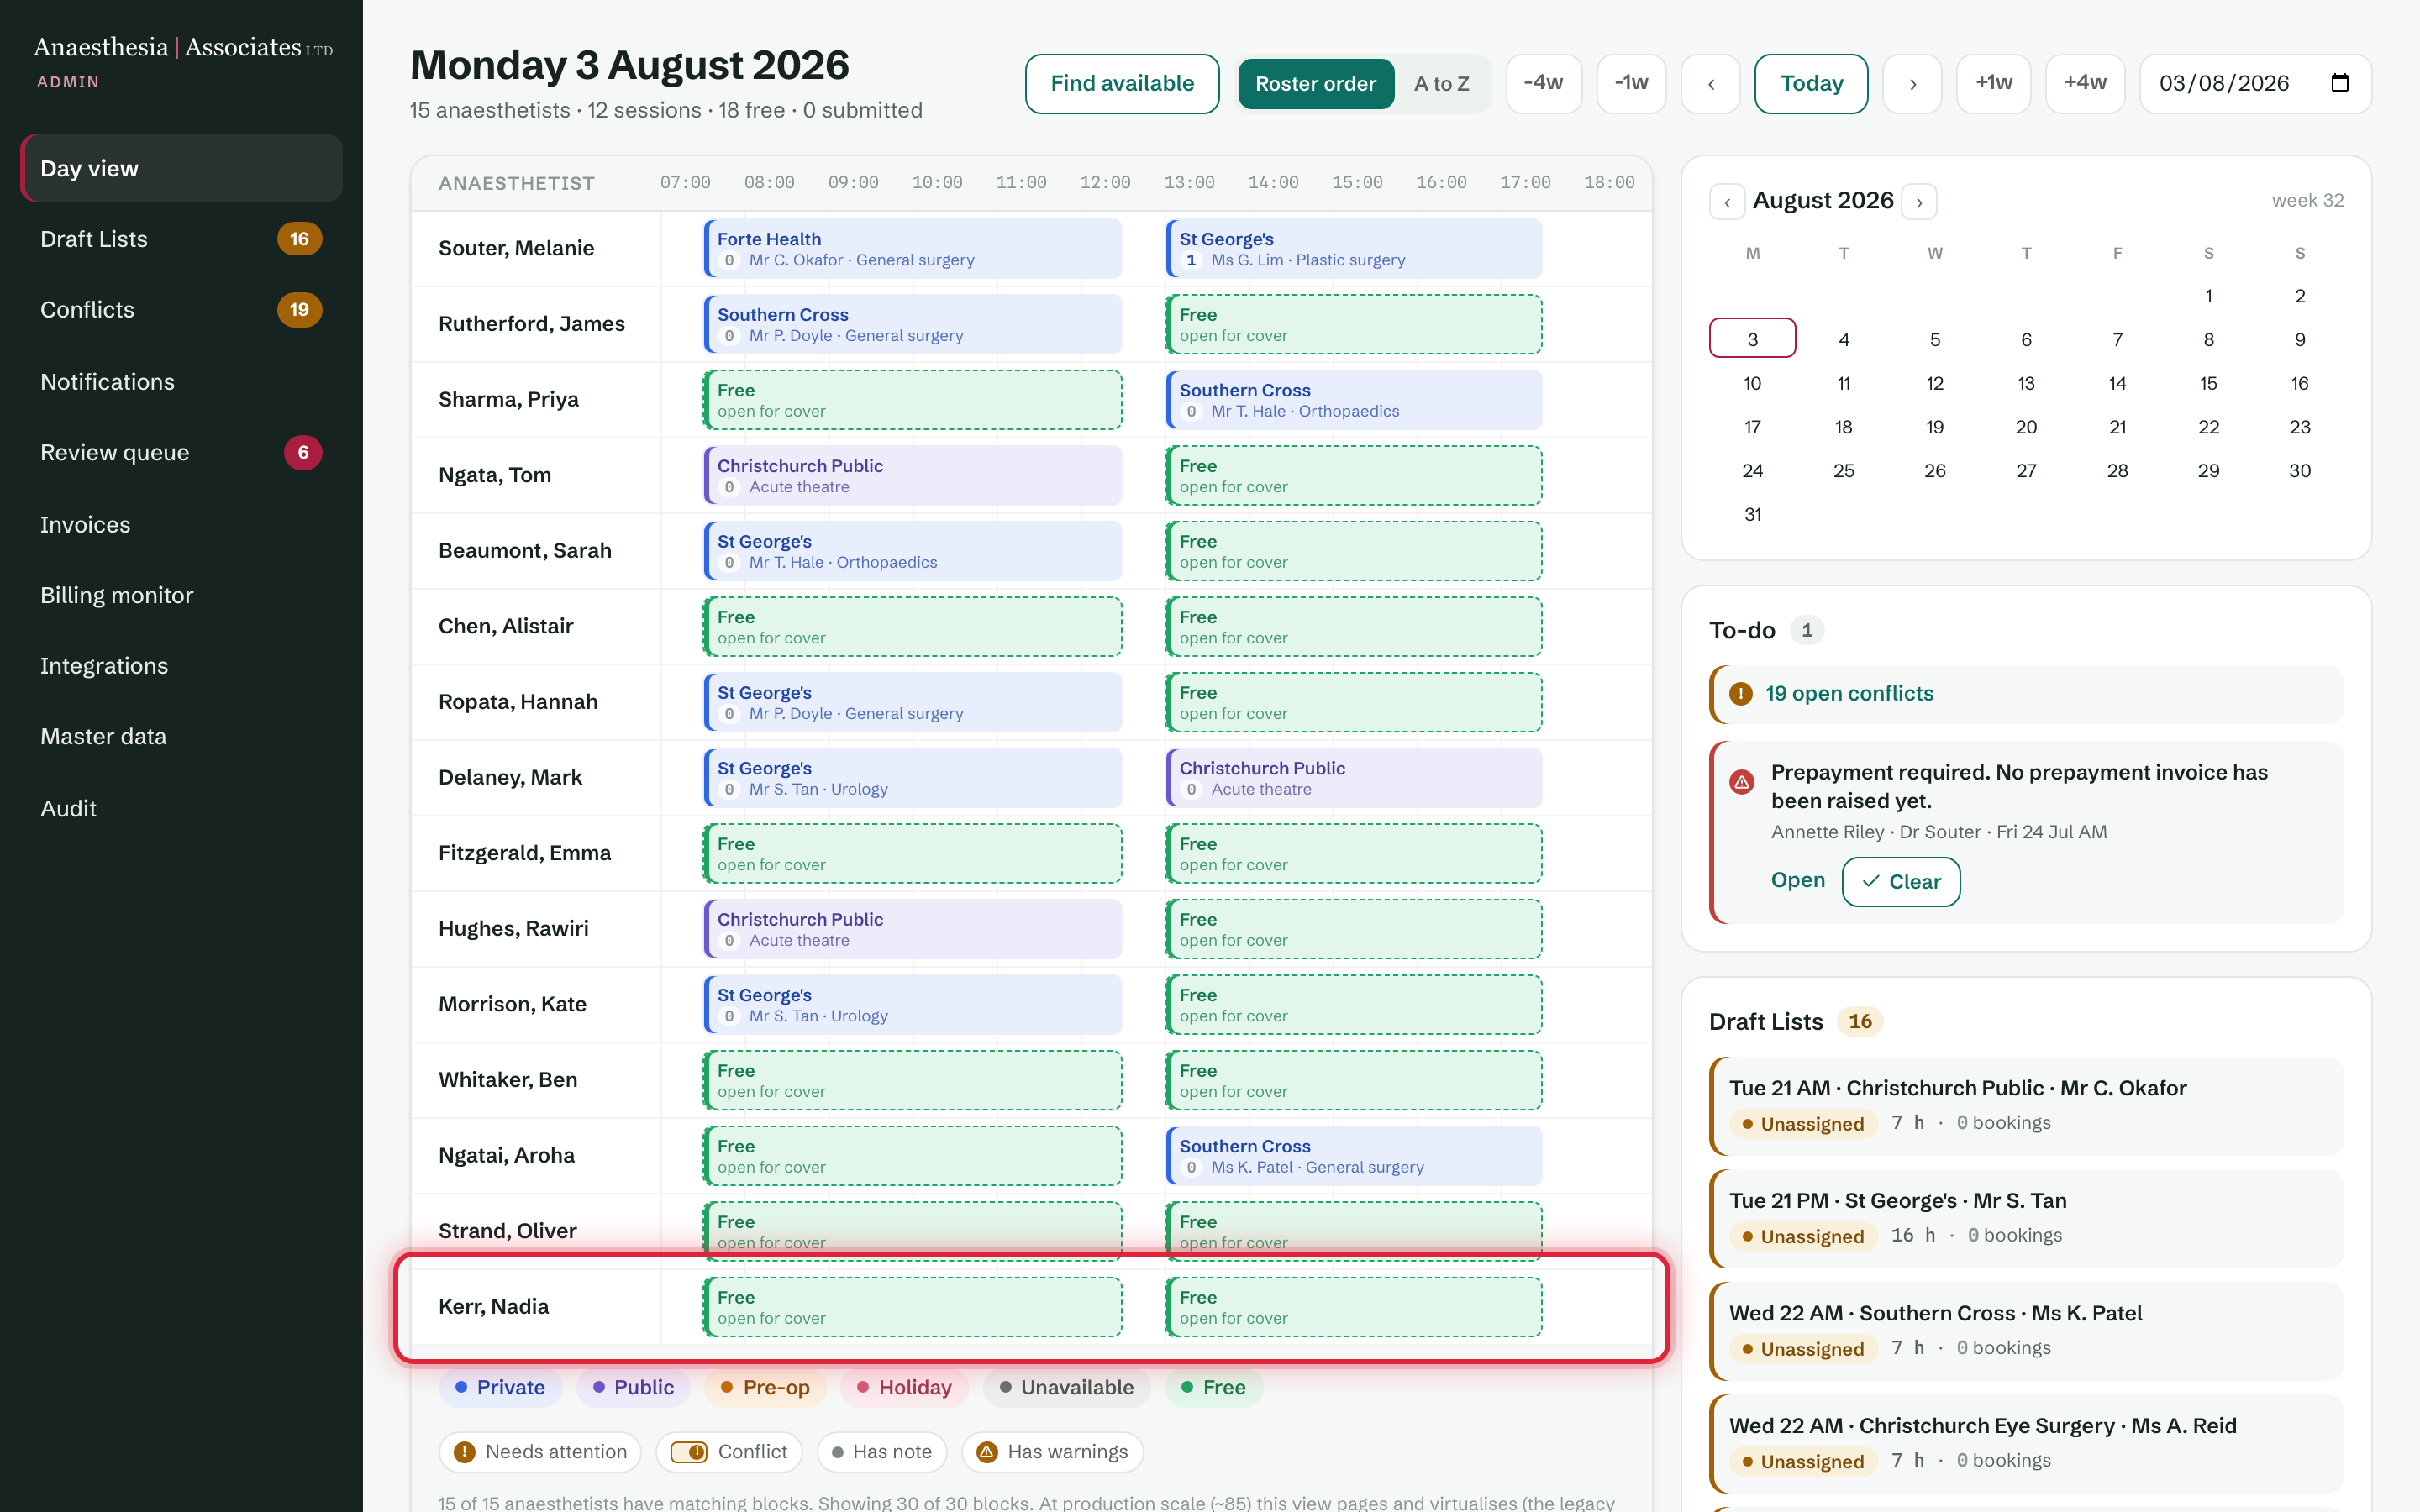 Anaesthesia | Associates LTD
ADMIN
Day view
Draft Lists 16
Conflicts 19
Notifications
Review queue 6
Invoices
Billing monitor
Integrations
Master data
Audit
Monday 3 August 2026
15 anaesthetists · 12 sessions · 18 free · 0 submitted
Find available Roster order A to Z -4w -1w ‹ Today › +1w +4w 03/08/2026
ANAESTHETIST 07:00 08:00 09:00 10:00 11:00 12:00 13:00 14:00 15:00 16:00 17:00 18:00
Souter, Melanie
Forte Health
0 Mr C. Okafor · General surgery
St George's
1 Ms G. Lim · Plastic surgery
Rutherford, James
Southern Cross
0 Mr P. Doyle · General surgery
Free
open for cover
Sharma, Priya
Free
open for cover
Southern Cross
0 Mr T. Hale · Orthopaedics
Ngata, Tom
Christchurch Public
0 Acute theatre
Free
open for cover
Beaumont, Sarah
St George's
0 Mr T. Hale · Orthopaedics
Free
open for cover
Chen, Alistair
Free
open for cover
Free
open for cover
Ropata, Hannah
St George's
0 Mr P. Doyle · General surgery
Free
open for cover
Delaney, Mark
St George's
0 Mr S. Tan · Urology
Christchurch Public
0 Acute theatre
Fitzgerald, Emma
Free
open for cover
Free
open for cover
Hughes, Rawiri
Christchurch Public
0 Acute theatre
Free
open for cover
Morrison, Kate
St George's
0 Mr S. Tan · Urology
Free
open for cover
Whitaker, Ben
Free
open for cover
Free
open for cover
Ngatai, Aroha
Free
open for cover
Southern Cross
0 Ms K. Patel · General surgery
Strand, Oliver
Free
open for cover
Free
open for cover
Kerr, Nadia
Free
open for cover
Free
open for cover
Private Public Pre-op Holiday Unavailable Free
Needs attention Conflict Has note Has warnings
15 of 15 anaesthetists have matching blocks. Showing 30 of 30 blocks. At production scale (~85) this view pages and virtualises (the legacy
‹ August 2026 › week 32
M T W T F S S
1 2
3 4 5 6 7 8 9
10 11 12 13 14 15 16
17 18 19 20 21 22 23
24 25 26 27 28 29 30
31
To-do 1
19 open conflicts
Prepayment required. No prepayment invoice has
been raised yet.
Annette Riley · Dr Souter · Fri 24 Jul AM
Open Clear
Draft Lists 16
Tue 21 AM · Christchurch Public · Mr C. Okafor
Unassigned 7 h · 0 bookings
Tue 21 PM · St George's · Mr S. Tan
Unassigned 16 h · 0 bookings
Wed 22 AM · Southern Cross · Ms K. Patel
Unassigned 7 h · 0 bookings
Wed 22 AM · Christchurch Eye Surgery · Ms A. Reid
Unassigned 7 h · 0 bookings